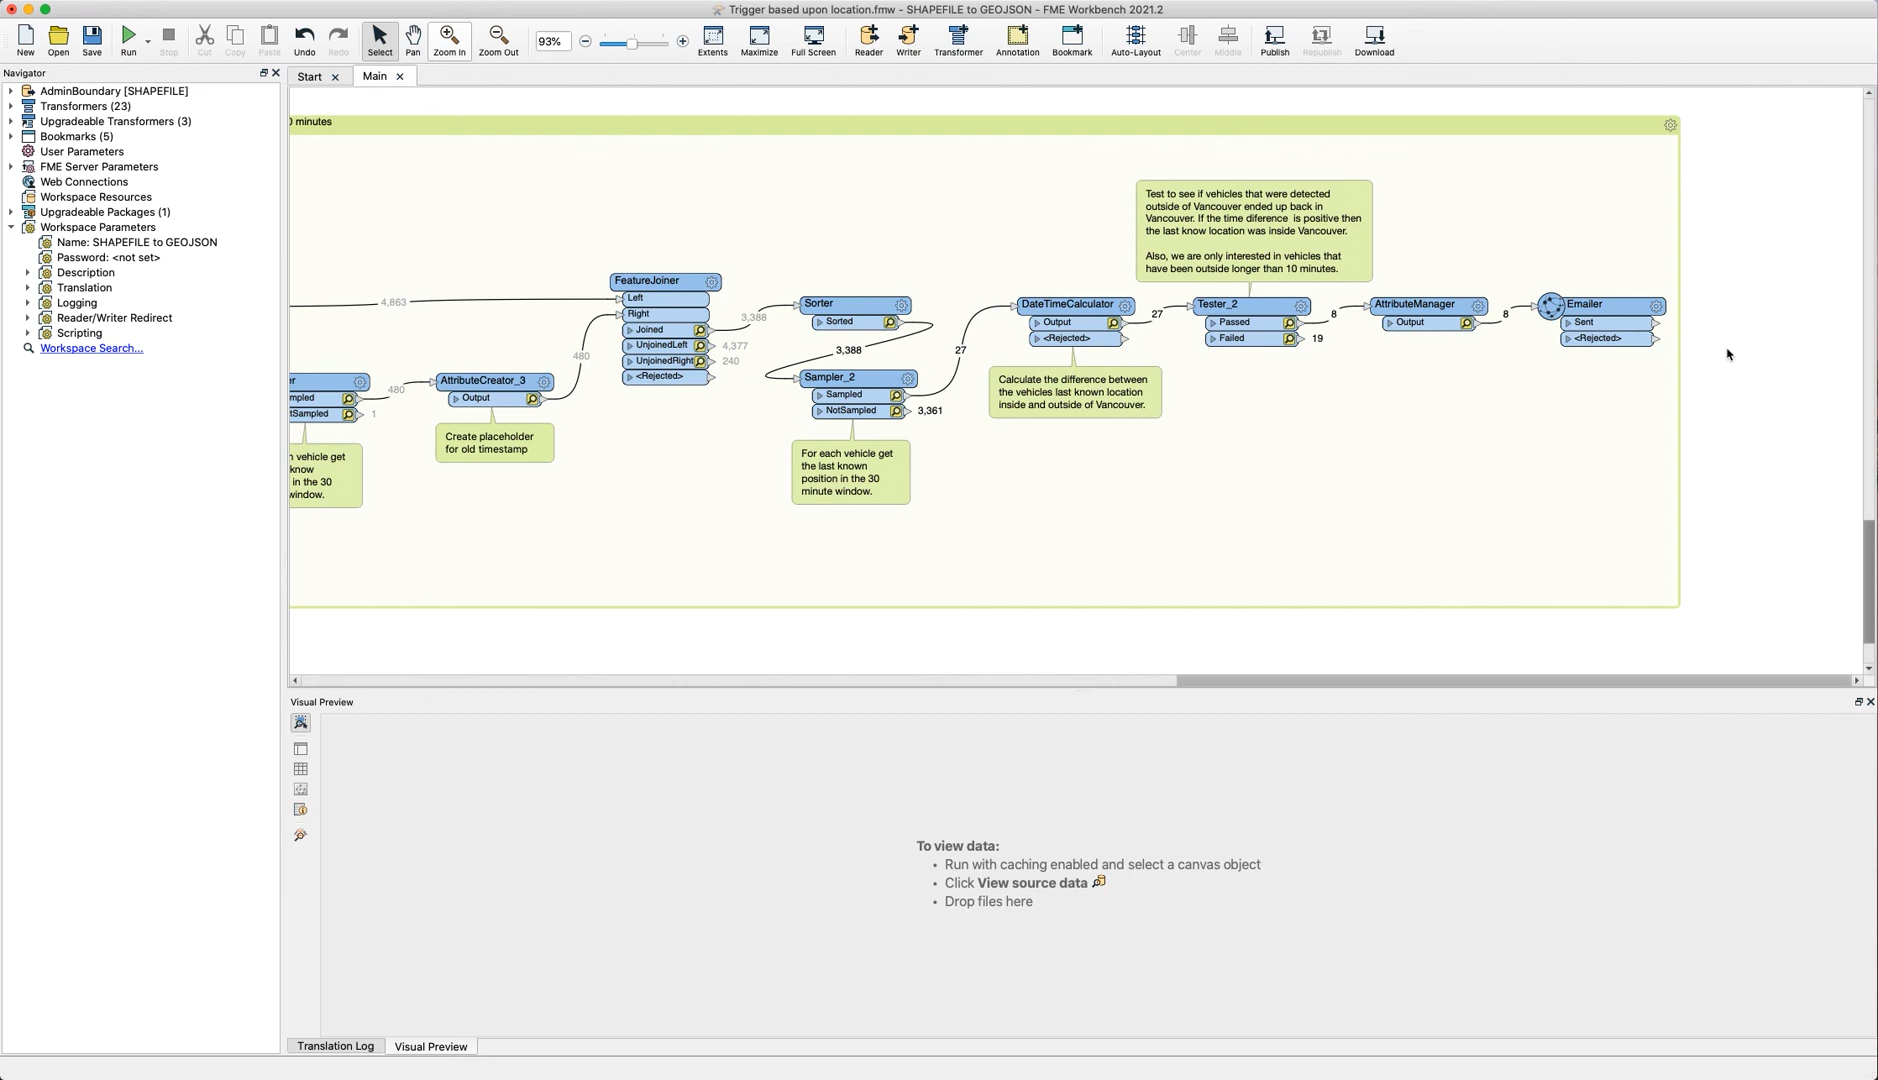 Trigger based upon location.fmw - SHAPEFILE to GEOJSON - FME Workbench 2021.2
New
Open
Save
Run
Stop
Cut
Copy
Paste
Undo
Redo
Select
Pan
Zoom In
Zoom Out
93%
Extents
Maximize
Full Screen
Reader
Writer
Transformer
Annotation
Bookmark
Auto-Layout
Center
Middle
Publish
Republish
Download
Navigator
AdminBoundary [SHAPEFILE]
Transformers (23)
Upgradeable Transformers (3)
Bookmarks (5)
User Parameters
FME Server Parameters
Web Connections
Workspace Resources
Upgradeable Packages (1)
Workspace Parameters
Name: SHAPEFILE to GEOJSON
Password: <not set>
Description
Translation
Logging
Reader/Writer Redirect
Scripting
Workspace Search...
Start
Main
minutes
Test to see if vehicles that were detected
outside of Vancouver ended up back in
Vancouver. If the time diference is positive then
the last know location was inside Vancouver.
Also, we are only interested in vehicles that
have been outside longer than 10 minutes.
4,863
FeatureJoiner
Left
Right
Joined
UnjoinedLeft
UnjoinedRight
<Rejected>
3,388
4,377
240
480
Sorter
Sorted
3,388
Sampler_2
Sampled
NotSampled
3,361
27
For each vehicle get
the last known
position in the 30
minute window.
DateTimeCalculator
Output
<Rejected>
27
Calculate the difference between
the vehicles last known location
inside and outside of Vancouver.
Tester_2
Passed
Failed
8
19
AttributeManager
Output
8
Emailer
Sent
<Rejected>
er
mpled
tSampled
480
1
AttributeCreator_3
Output
Create placeholder
for old timestamp
vehicle get
know
in the 30
window.
Visual Preview
To view data:
• Run with caching enabled and select a canvas object
• Click View source data
• Drop files here
Translation Log
Visual Preview